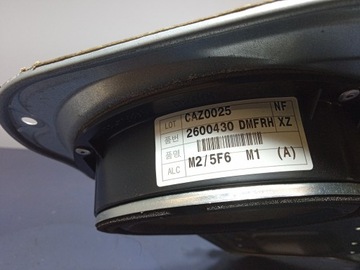 LOT CAZ0025 NF
품번 2600430 DMFRH XZ
품명
ALC M2/5F6 M1 (A)